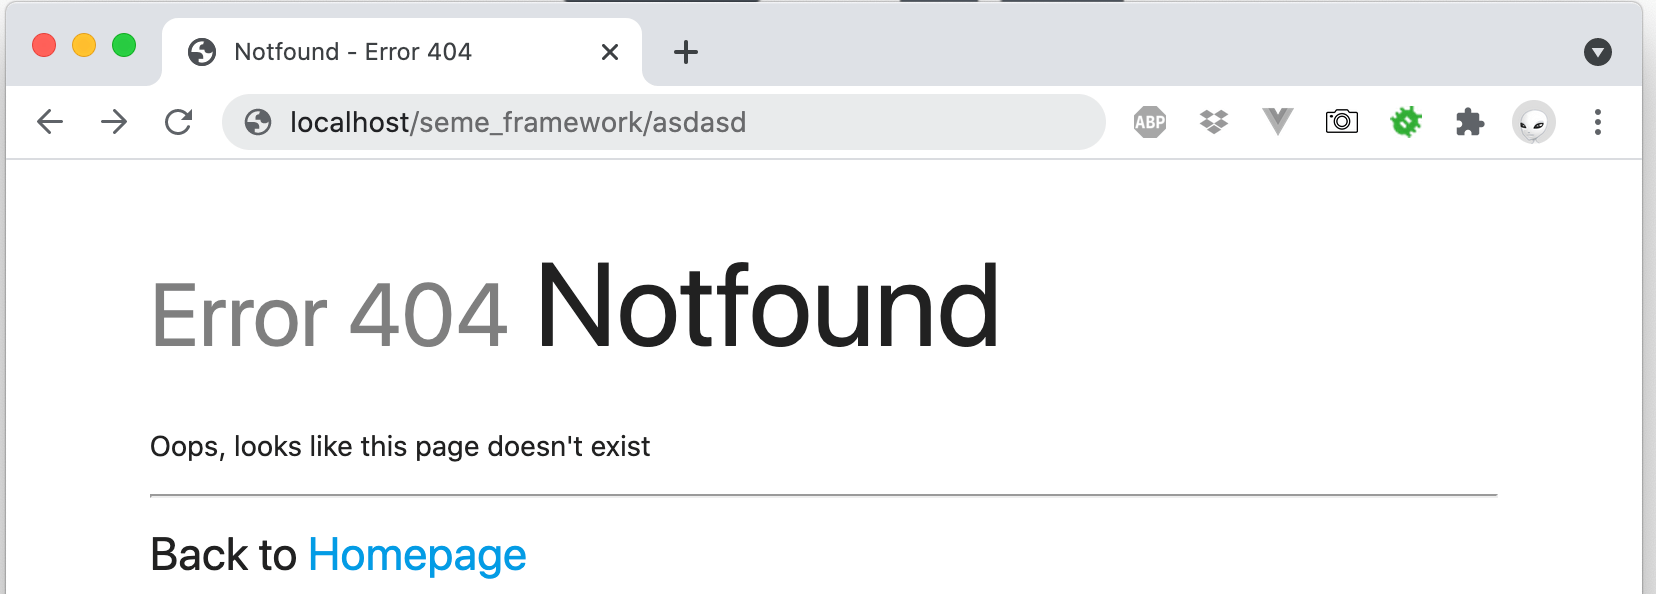 Notfound - Error 404
localhost/seme_framework/asdasd
ABP
Error 404 Notfound
Oops, looks like this page doesn't exist
Back to Homepage